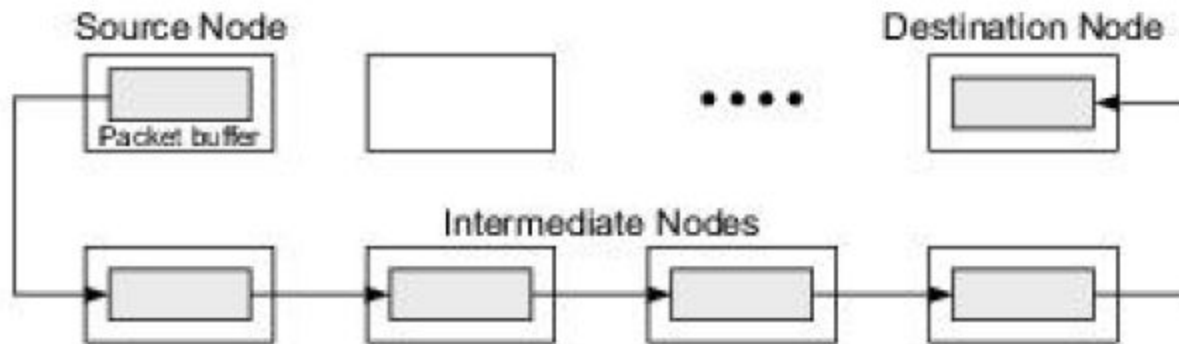 Source Node
Destination Node
Packet buffer
Intermediate Nodes